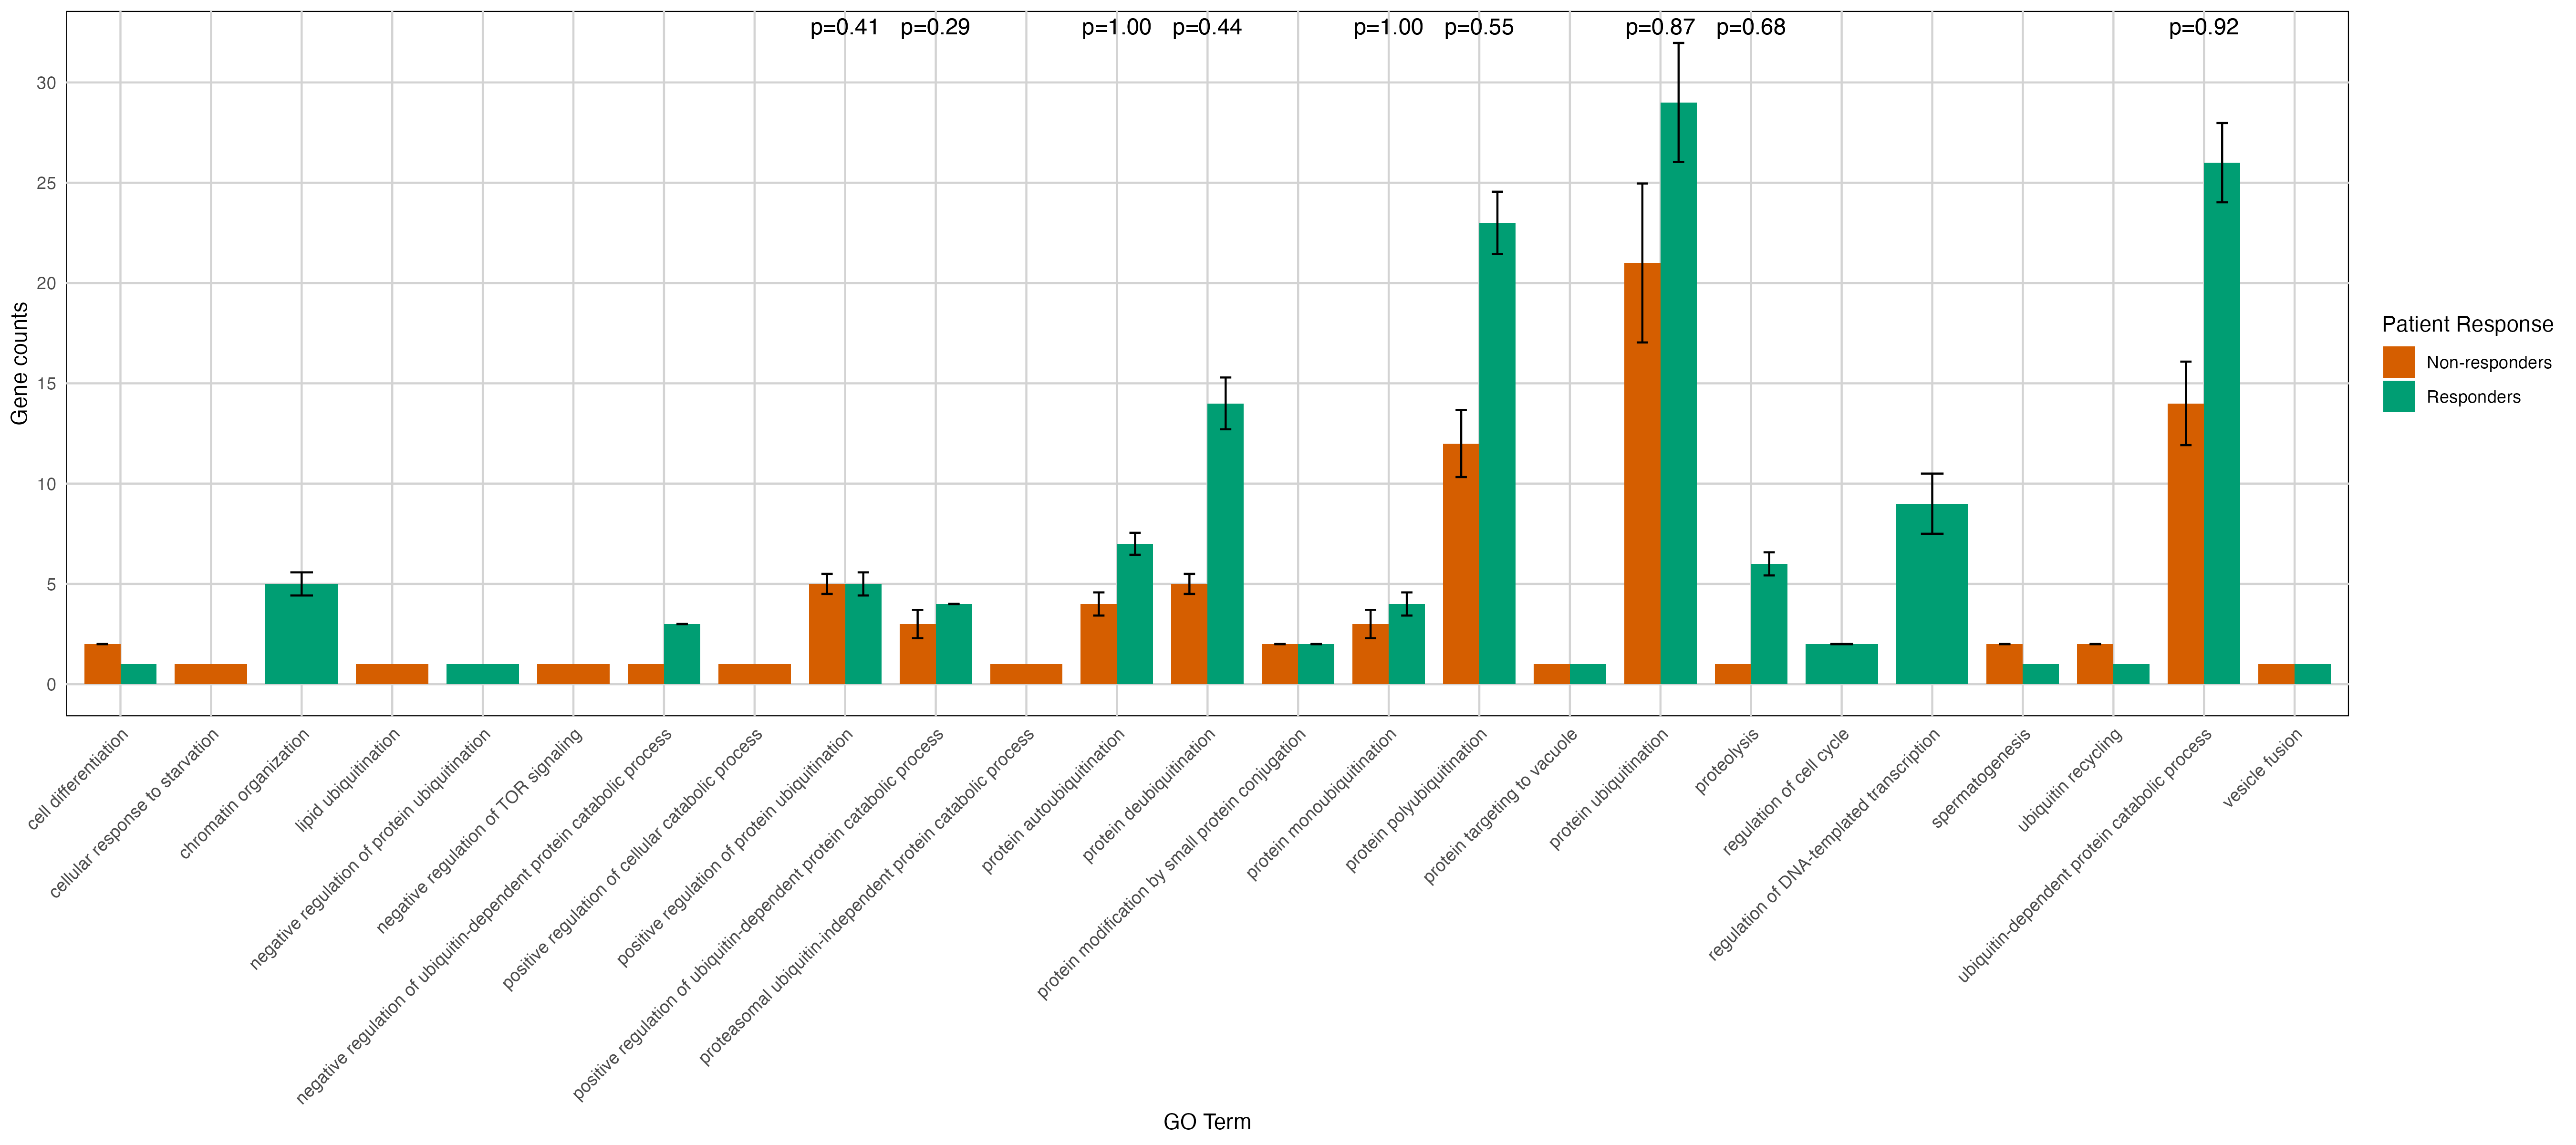 p=0.41 p=0.29 p=1.00 p=0.44 p=1.00 p=0.55 p=0.87 p=0.68 p=0.92
30
25
20
15
10
5
0
Gene counts
Patient Response
Non-responders
Responders
cell differentiation
cellular response to starvation
chromatin organization
lipid ubiquitination
negative regulation of protein ubiquitination
negative regulation of TOR signaling
negative regulation of ubiquitin-dependent protein catabolic process
positive regulation of cellular catabolic process
positive regulation of protein ubiquitination
positive regulation of ubiquitin-dependent protein catabolic process
proteasomal ubiquitin-independent protein catabolic process
protein autoubiquitination
protein deubiquitination
protein modification by small protein conjugation
protein monoubiquitination
protein polyubiquitination
protein targeting to vacuole
protein ubiquitination
proteolysis
regulation of cell cycle
regulation of DNA-templated transcription
spermatogenesis
ubiquitin recycling
ubiquitin-dependent protein catabolic process
vesicle fusion
GO Term